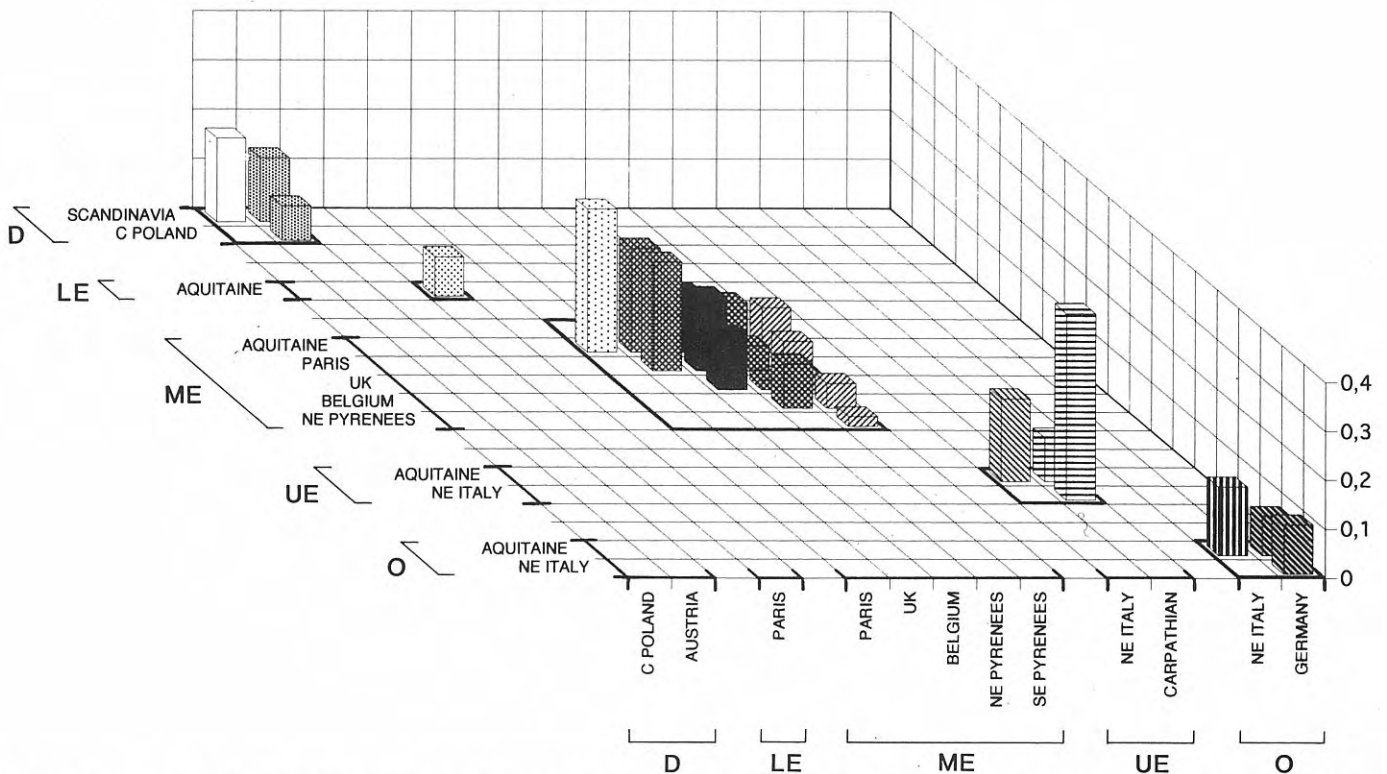 D
SCANDINAVIA
C POLAND
LE
AQUITAINE
ME
AQUITAINE
PARIS
UK
BELGIUM
NE PYRENEES
UE
AQUITAINE
NE ITALY
O
AQUITAINE
NE ITALY
0,4
0,3
0,2
0,1
0
C POLAND
AUSTRIA
PARIS
PARIS
UK
BELGIUM
NE PYRENEES
SE PYRENEES
NE ITALY
CARPATHIAN
NE ITALY
GERMANY
D LE ME UE O